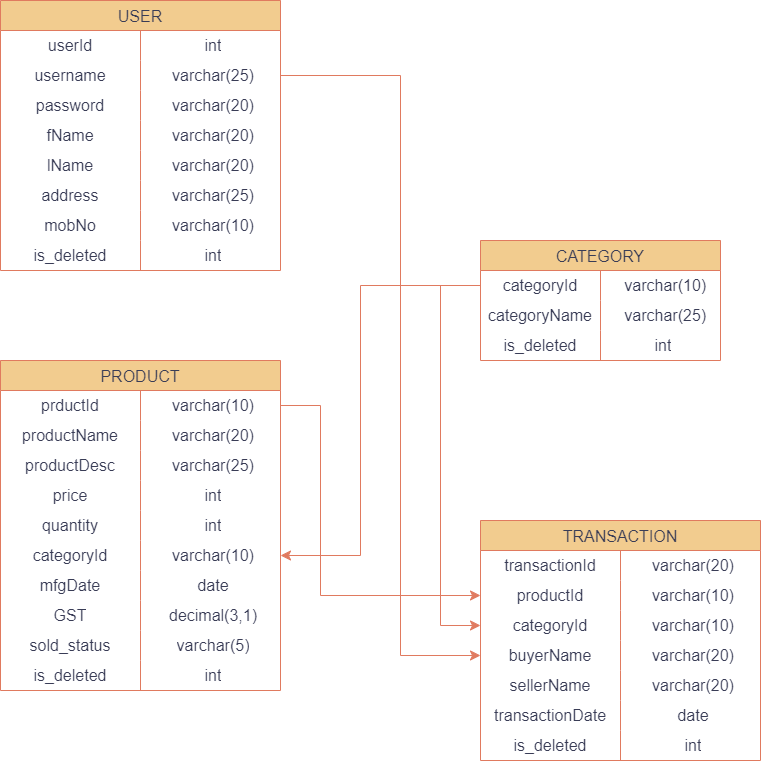 USER
userId int
username varchar(25)
password varchar(20)
fName varchar(20)
lName varchar(20)
address varchar(25)
mobNo varchar(10)
is_deleted int
CATEGORY
categoryId varchar(10)
categoryName varchar(25)
is_deleted int
PRODUCT
prductId varchar(10)
productName varchar(20)
productDesc varchar(25)
price int
quantity int
categoryId varchar(10)
mfgDate date
GST decimal(3,1)
sold_status varchar(5)
is_deleted int
TRANSACTION
transactionId varchar(20)
productId varchar(10)
categoryId varchar(10)
buyerName varchar(20)
sellerName varchar(20)
transactionDate date
is_deleted int